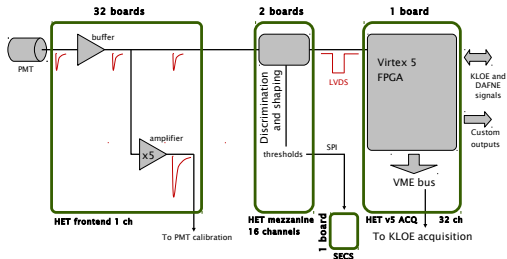 32 boards
2 boards
1 board
buffer
PMT
Discrimination
and shaping
LVDS
Virtex 5
FPGA
KLOE and
DAFNE
signals
Custom
outputs
amplifier
x5
thresholds
SPI
VME bus
HET frontend 1 ch
HET mezzanine
16 channels
1 board
SECS
HET v5 ACQ
32 ch
To PMT calibration
To KLOE acquisition